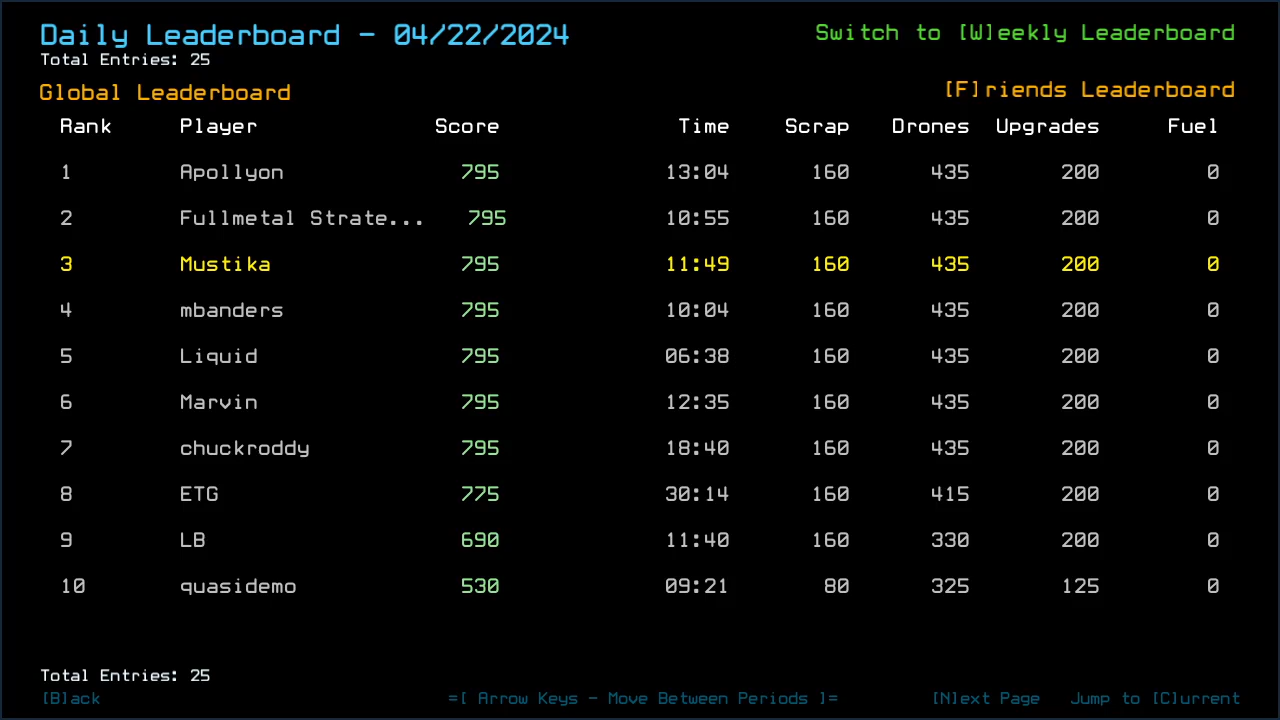 Daily Leaderboard - 04/22/2024 Switch to [W]eekly Leaderboard
Total Entries: 25
Global Leaderboard [F]riends Leaderboard
Rank Player Score Time Scrap Drones Upgrades Fuel
1 Apollyon 795 13:04 160 435 200 0
2 Fullmetal Strate... 795 10:55 160 435 200 0
3 Mustika 795 11:49 160 435 200 0
4 mbanders 795 10:04 160 435 200 0
5 Liquid 795 06:38 160 435 200 0
6 Marvin 795 12:35 160 435 200 0
7 chuckroddy 795 18:40 160 435 200 0
8 ETG 775 30:14 160 415 200 0
9 LB 690 11:40 160 330 200 0
10 quasidemo 530 09:21 80 325 125 0
Total Entries: 25
[B]ack =[ Arrow Keys - Move Between Periods ]= [N]ext Page Jump to [C]urrent